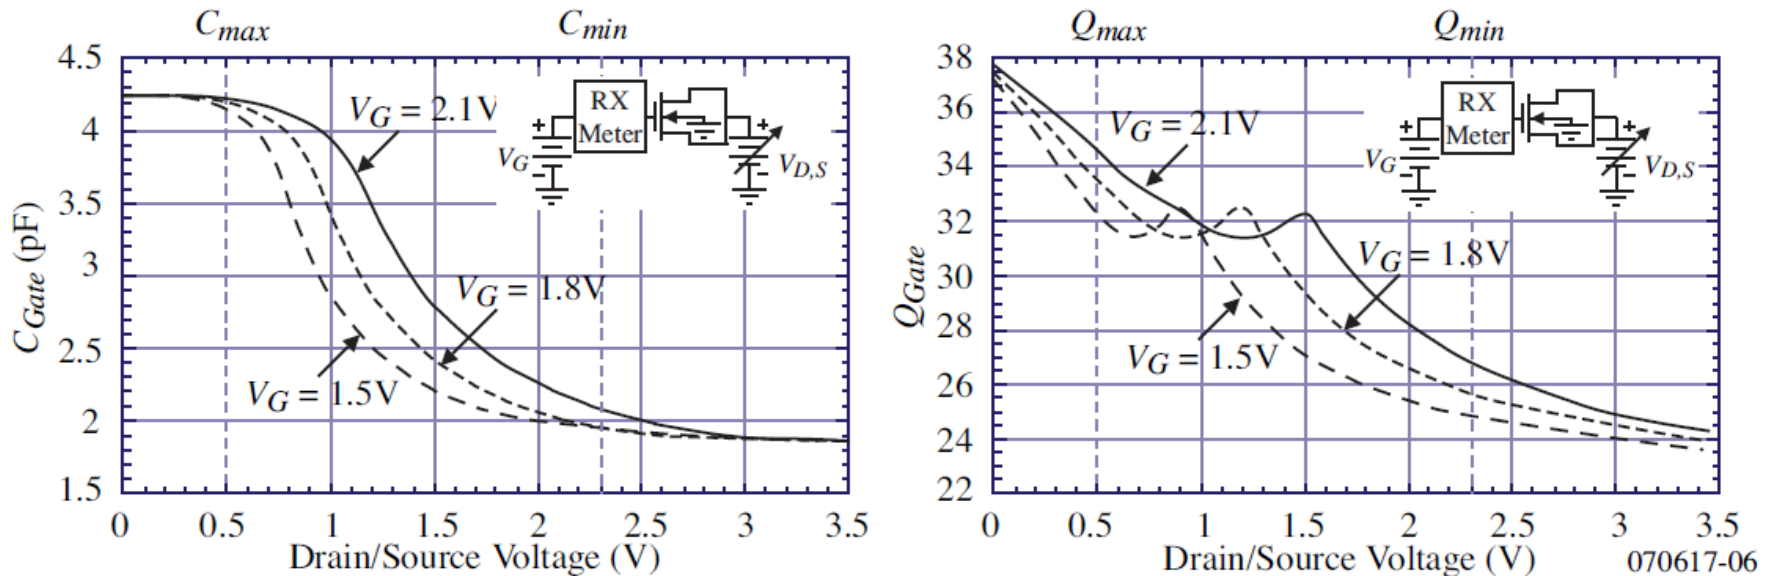 Cmax Cmin
4.5
4
3.5
3
2.5
2
1.5
CGate (pF)
VG = 2.1V
VG = 1.8V
VG = 1.5V
RX
Meter
+
VG
+
VD,S
0 0.5 1 1.5 2 2.5 3 3.5
Drain/Source Voltage (V)
Qmax Qmin
38
36
34
32
30
28
26
24
22
QGate
VG = 2.1V
VG = 1.8V
VG = 1.5V
RX
Meter
+
VG
+
VD,S
0 0.5 1 1.5 2 2.5 3 3.5
Drain/Source Voltage (V)
070617-06